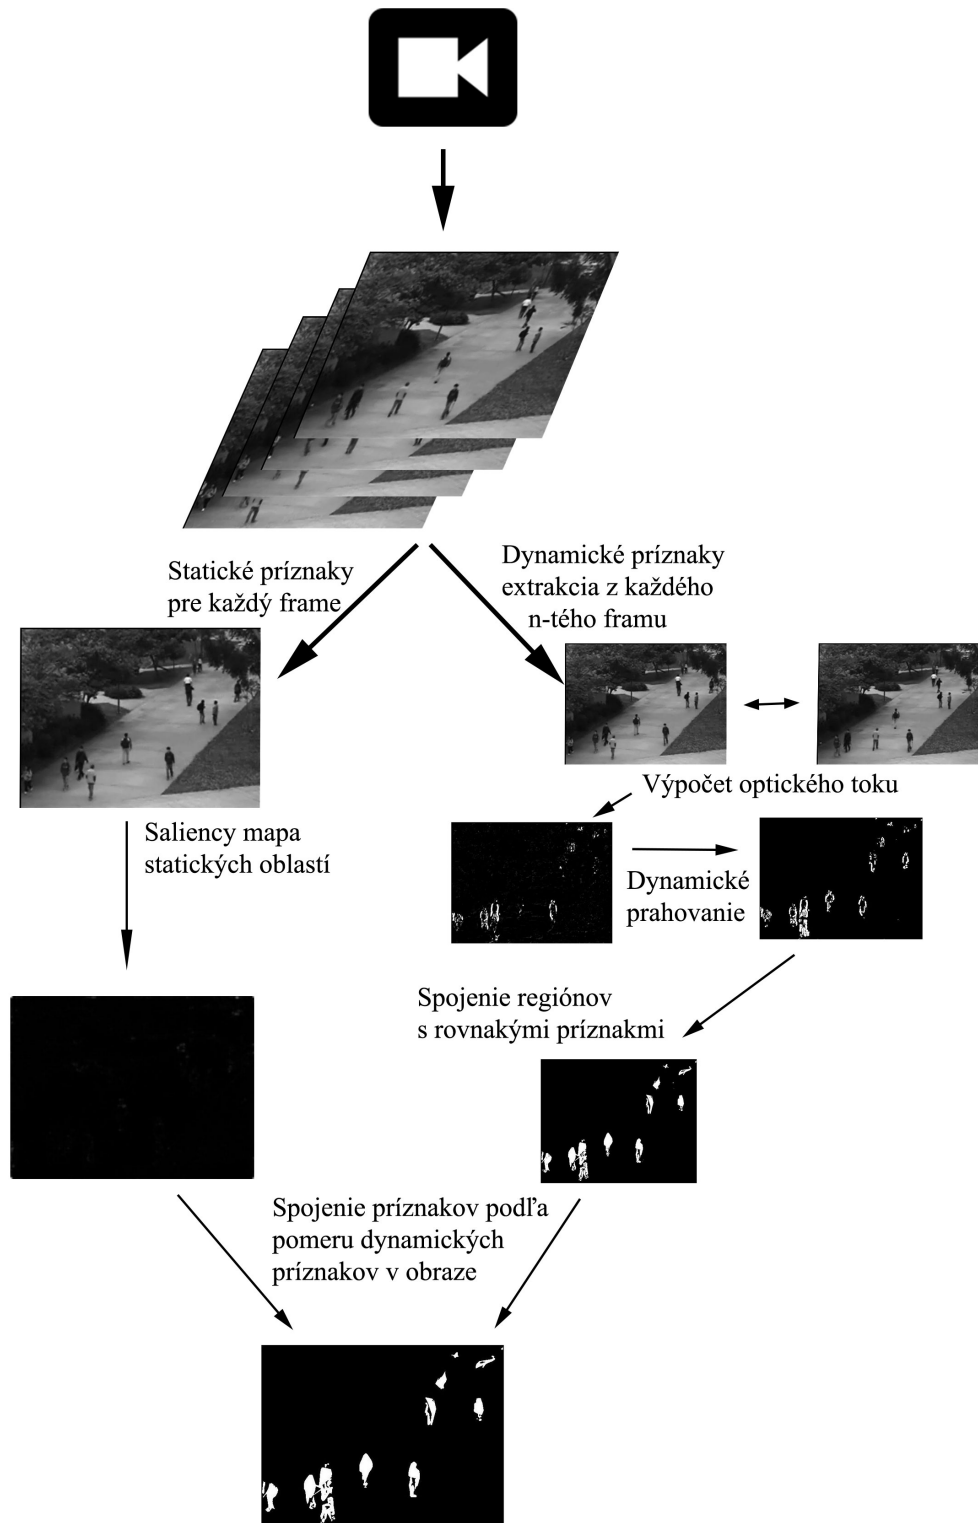 Statické príznaky
pre každý frame
Dynamické príznaky
extrakcia z každého
n-tého framu
Výpočet optického toku
Saliency mapa
statických oblastí
Dynamické
prahovanie
Spojenie regiónov
s rovnakými príznakmi
Spojenie príznakov podľa
pomeru dynamických
príznakov v obraze